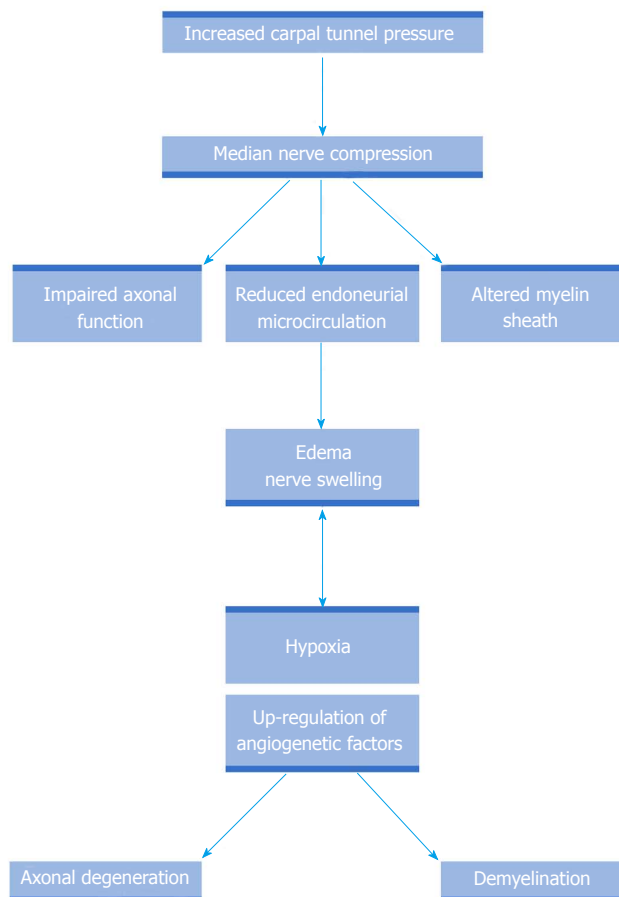 Increased carpal tunnel pressure
Median nerve compression
Impaired axonal
function
Reduced endoneurial
microcirculation
Altered myelin
sheath
Edema
nerve swelling
Hypoxia
Up-regulation of
angiogenetic factors
Axonal degeneration
Demyelination